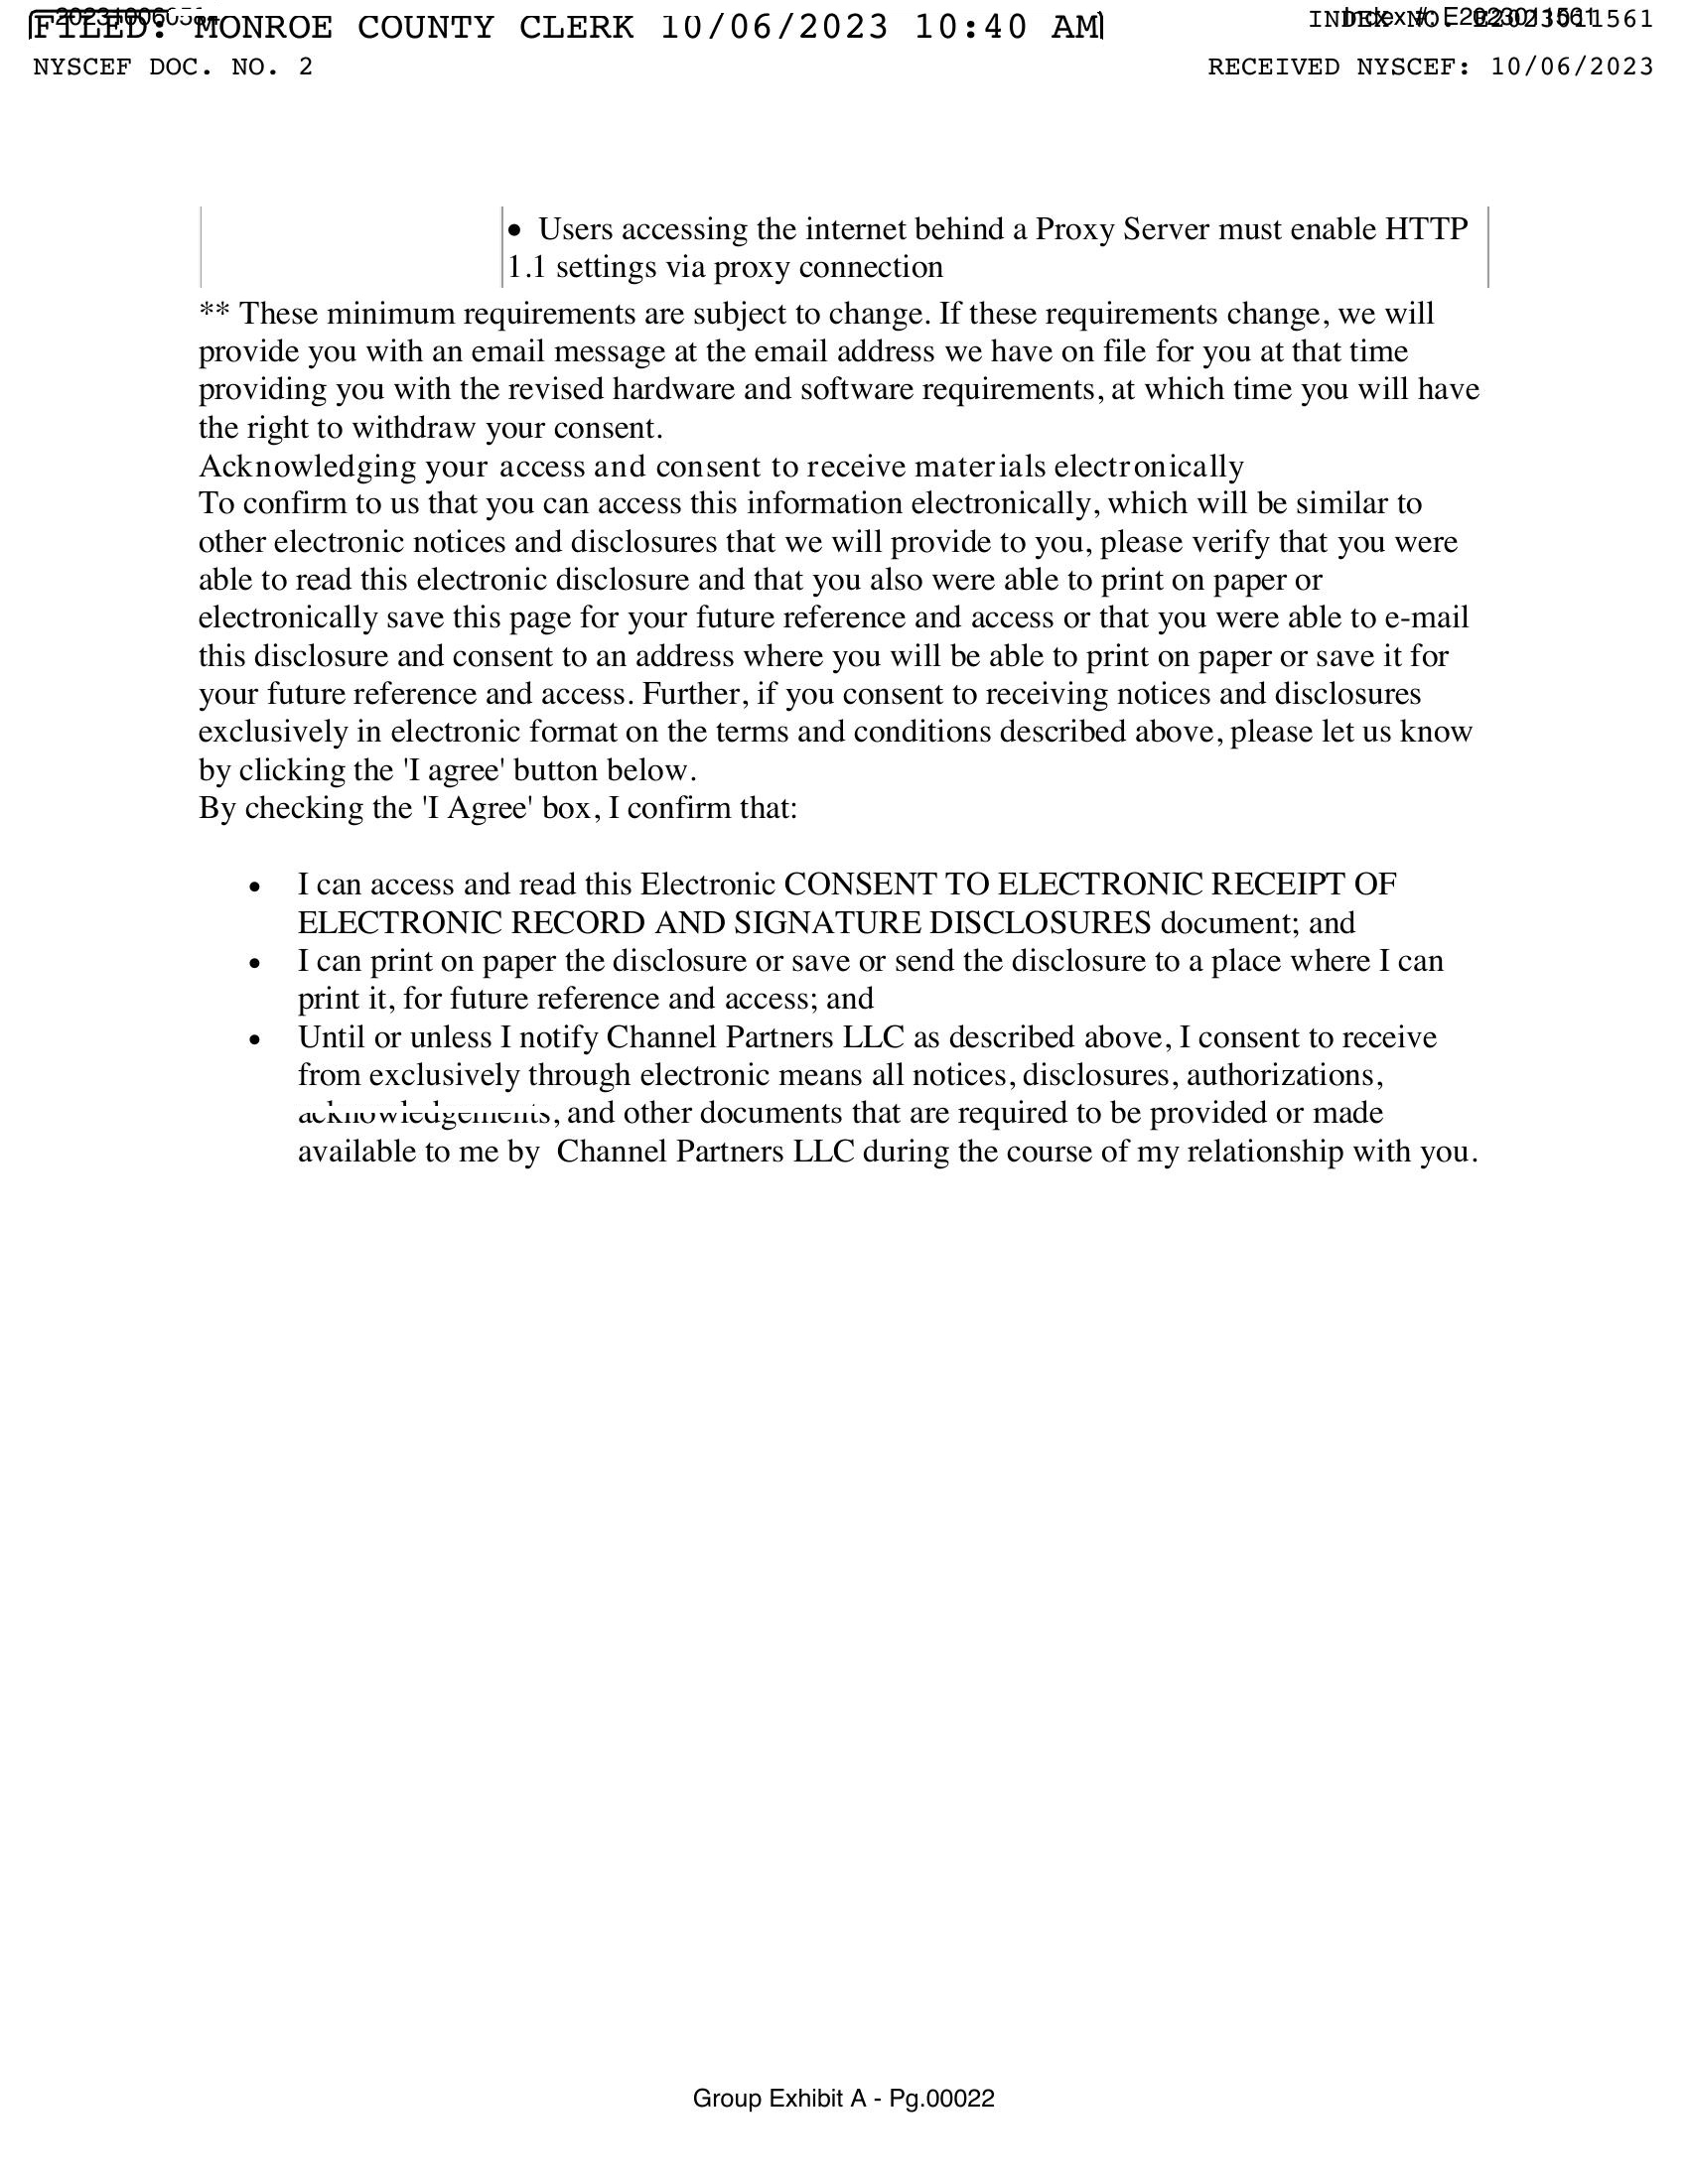 FILED: MONROE COUNTY CLERK 10/06/2023 10:40 AM
INDEX NO. E2023011561
Index #: E2023011561
NYSCEF DOC. NO. 2
RECEIVED NYSCEF: 10/06/2023
• Users accessing the internet behind a Proxy Server must enable HTTP
1.1 settings via proxy connection
** These minimum requirements are subject to change. If these requirements change, we will
provide you with an email message at the email address we have on file for you at that time
providing you with the revised hardware and software requirements, at which time you will have
the right to withdraw your consent.
Acknowledging your access and consent to receive materials electronically
To confirm to us that you can access this information electronically, which will be similar to
other electronic notices and disclosures that we will provide to you, please verify that you were
able to read this electronic disclosure and that you also were able to print on paper or
electronically save this page for your future reference and access or that you were able to e-mail
this disclosure and consent to an address where you will be able to print on paper or save it for
your future reference and access. Further, if you consent to receiving notices and disclosures
exclusively in electronic format on the terms and conditions described above, please let us know
by clicking the 'I agree' button below.
By checking the 'I Agree' box, I confirm that:
• I can access and read this Electronic CONSENT TO ELECTRONIC RECEIPT OF
ELECTRONIC RECORD AND SIGNATURE DISCLOSURES document; and
• I can print on paper the disclosure or save or send the disclosure to a place where I can
print it, for future reference and access; and
• Until or unless I notify Channel Partners LLC as described above, I consent to receive
from exclusively through electronic means all notices, disclosures, authorizations,
acknowledgements, and other documents that are required to be provided or made
available to me by  Channel Partners LLC during the course of my relationship with you.
Group Exhibit A - Pg.00022